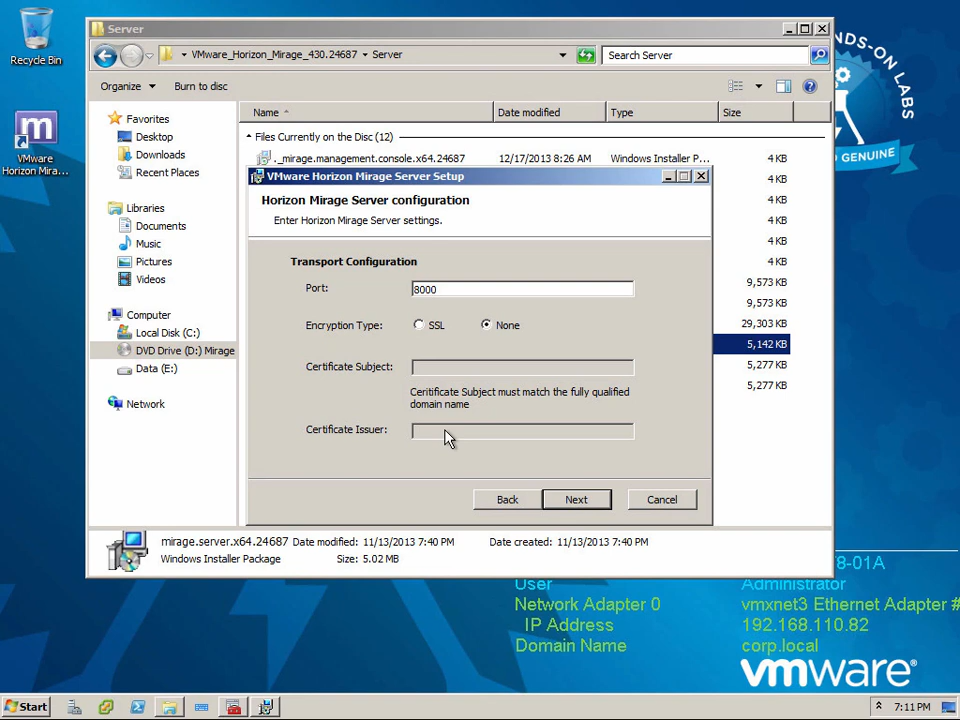 Recycle Bin
VMware
Horizon Mira...
Server
VMware_Horizon_Mirage_430.24687
Server
Search Server
Organize
Burn to disc
Favorites
Desktop
Downloads
Recent Places
Libraries
Documents
Music
Pictures
Videos
Computer
Local Disk (C:)
DVD Drive (D:) Mirage
Data (E:)
Network
Name
Date modified
Type
Size
Files Currently on the Disc (12)
._mirage.management.console.x64.24687
12/17/2013 8:26 AM
Windows Installer P...
4 KB
4 KB
4 KB
4 KB
4 KB
4 KB
9,573 KB
9,573 KB
29,303 KB
5,142 KB
5,277 KB
5,277 KB
VMware Horizon Mirage Server Setup
Horizon Mirage Server configuration
Enter Horizon Mirage Server settings.
Transport Configuration
Port:
8000
Encryption Type:
SSL
None
Certificate Subject:
Ceritificate Subject must match the fully qualified
domain name
Certificate Issuer:
Back
Next
Cancel
mirage.server.x64.24687
Date modified: 11/13/2013 7:40 PM
Date created: 11/13/2013 7:40 PM
Windows Installer Package
Size: 5.02 MB
NDS-ON LABS
GENUINE
8-01A
User
Administrator
Network Adapter 0
vmxnet3 Ethernet Adapter #
IP Address
192.168.110.82
Domain Name
corp.local
vmware®
Start
7:11 PM